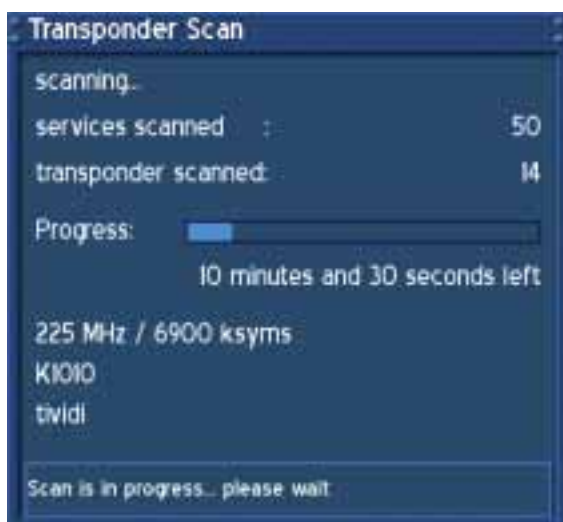 Transponder Scan
scanning...
services scanned : 50
transponder scanned: 14
Progress:
10 minutes and 30 seconds left
225 MHz / 6900 ksyms
K1010
tividi
Scan is in progress... please wait